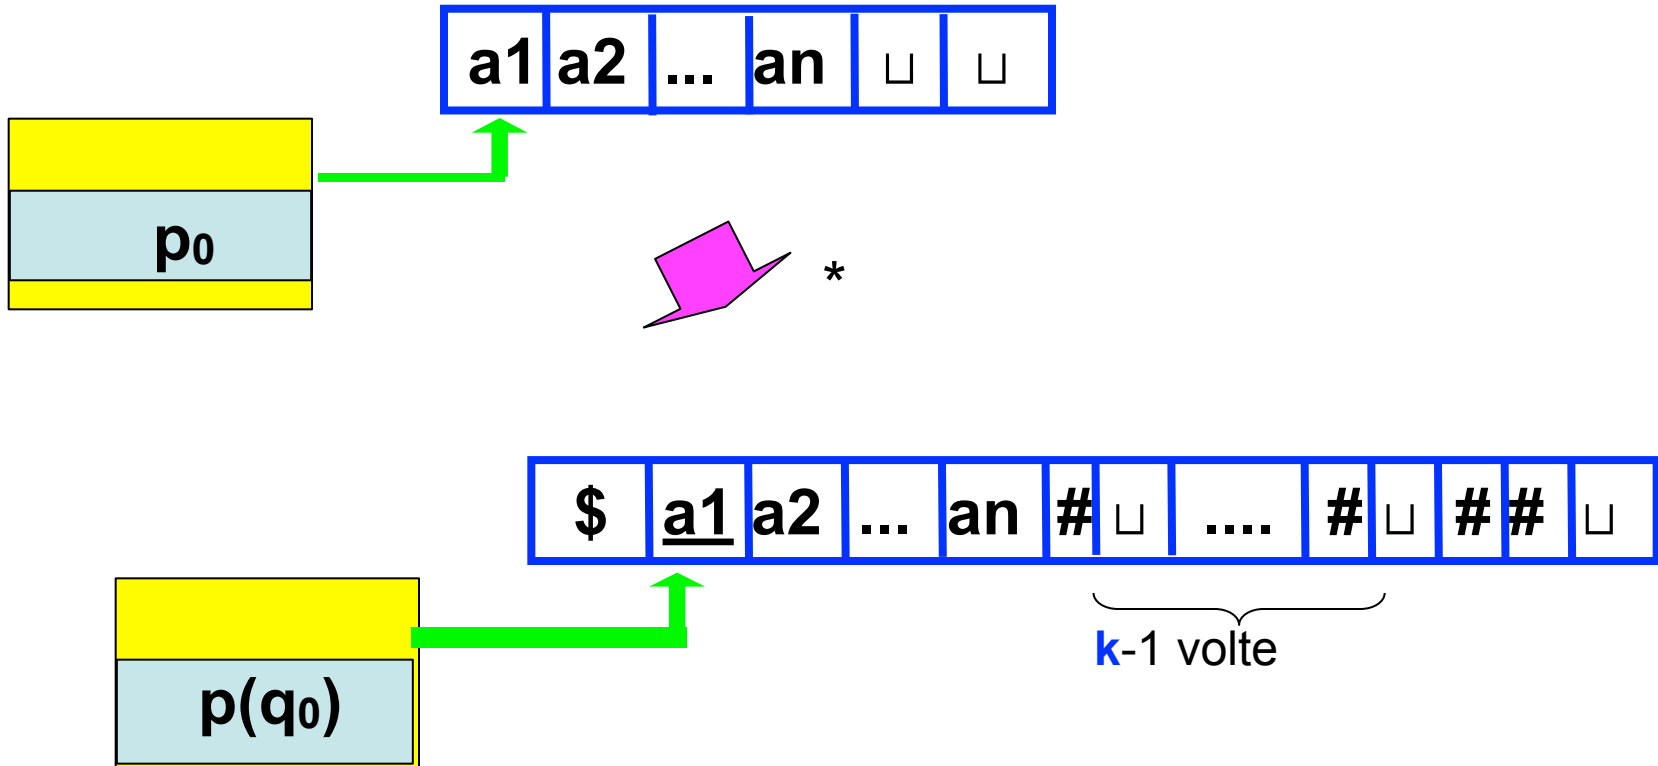 a1 a2 ... an ⊔ ⊔
p₀
*
$ a1 a2 ... an # ⊔ .... # ⊔ # # ⊔
k-1 volte
p(q₀)